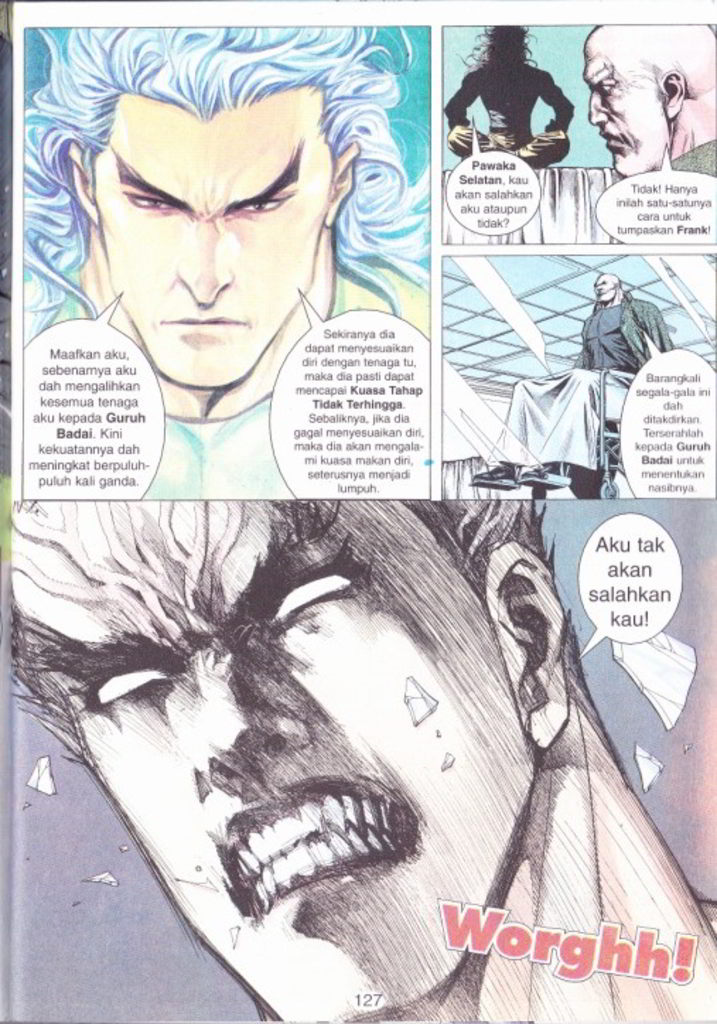 Maafkan aku,
sebenarnya aku
dah mengalihkan
kesemua tenaga
aku kepada Guruh
Badai. Kini
kekuatannya dah
meningkat berpuluh-
puluh kali ganda.
Sekiranya dia
dapat menyesuaikan
diri dengan tenaga tu,
maka dia pasti dapat
mencapai Kuasa Tahap
Tidak Terhingga.
Sebaliknya, jika dia
gagal menyesuaikan diri,
maka dia akan mengala-
mi kuasa makan diri,
seterusnya menjadi
lumpuh.
Pawaka
Selatan, kau
akan salahkan
aku ataupun
tidak?
Tidak! Hanya
inilah satu-satunya
cara untuk
tumpaskan Frank!
Barangkali
segala-gala ini
dah
ditakdirkan.
Terserahlah
kepada Guruh
Badai untuk
menentukan
nasibnya.
Aku tak
akan
salahkan
kau!
Worghh!
127